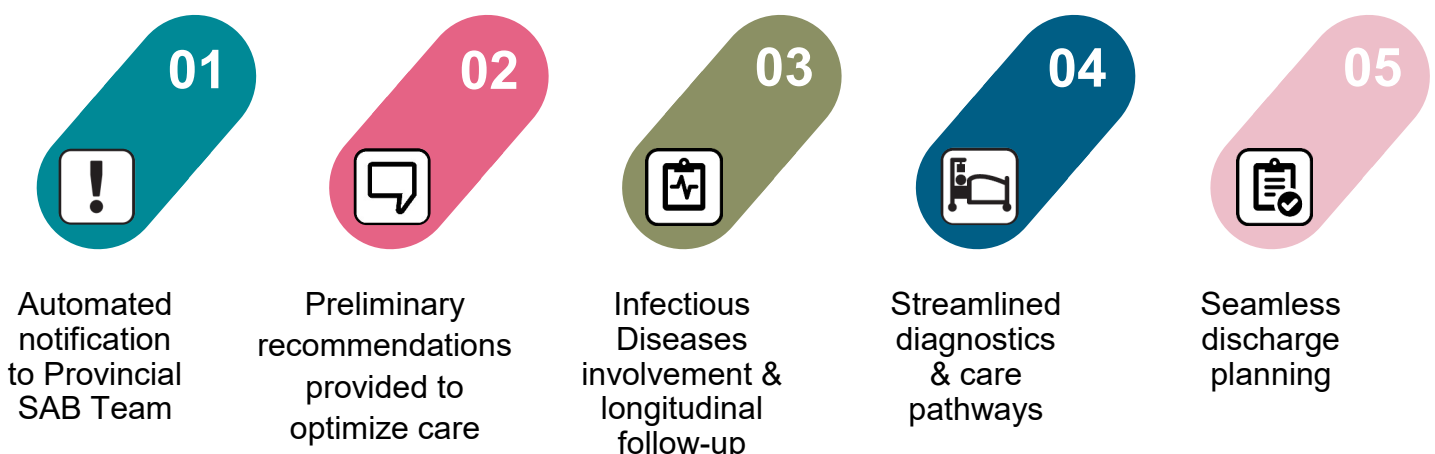 01
Automated
notification
to Provincial
SAB Team
02
Preliminary
recommendations
provided to
optimize care
03
Infectious
Diseases
involvement &
longitudinal
follow-up
04
Streamlined
diagnostics
& care
pathways
05
Seamless
discharge
planning